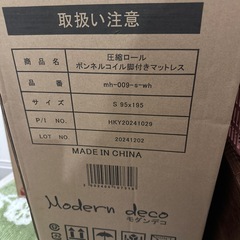 取扱い注意
商品名 圧縮ロール
ボンネルコイル脚付きマットレス
品番 mh-009-s-wh
サイズ S 95x195
P/I NO. HKY20241029
LOT NO 20241202
MADE IN CHINA
Modern deco
モダンデコ